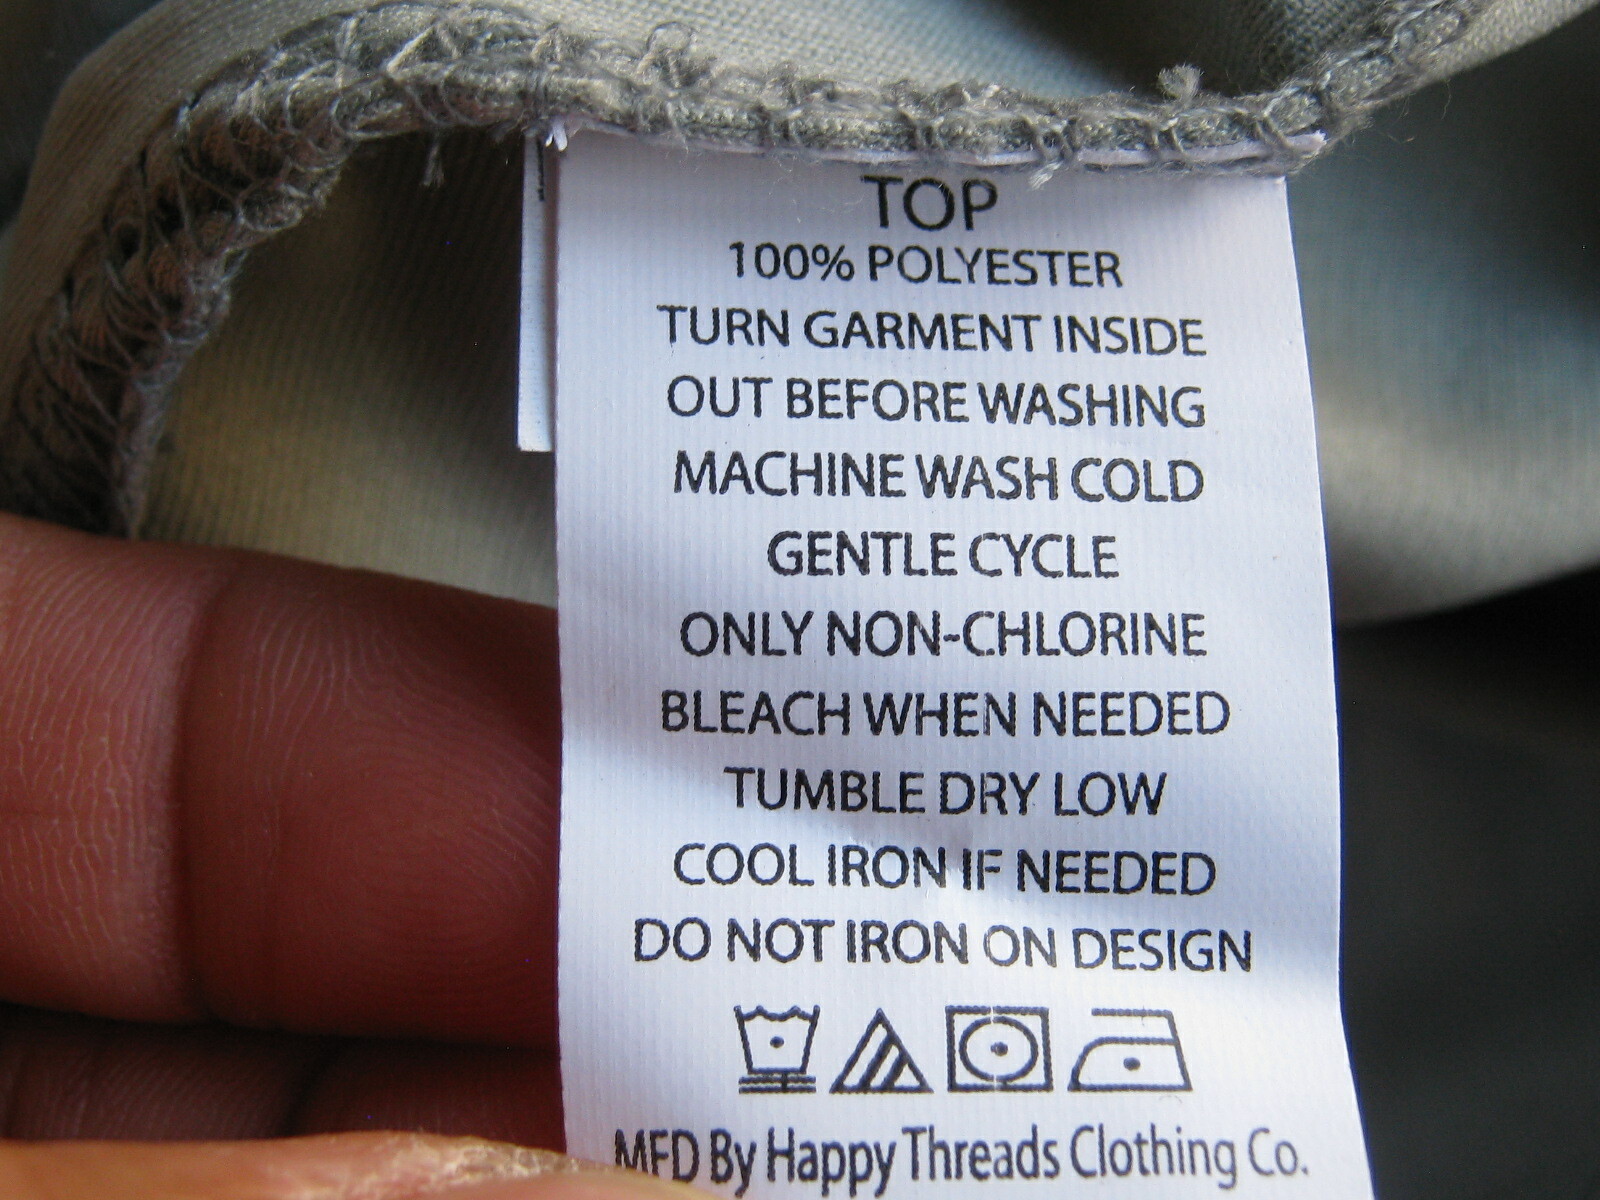 TOP
100% POLYESTER
TURN GARMENT INSIDE
OUT BEFORE WASHING
MACHINE WASH COLD
GENTLE CYCLE
ONLY NON-CHLORINE
BLEACH WHEN NEEDED
TUMBLE DRY LOW
COOL IRON IF NEEDED
DO NOT IRON ON DESIGN
MFD By Happy Threads Clothing Co.